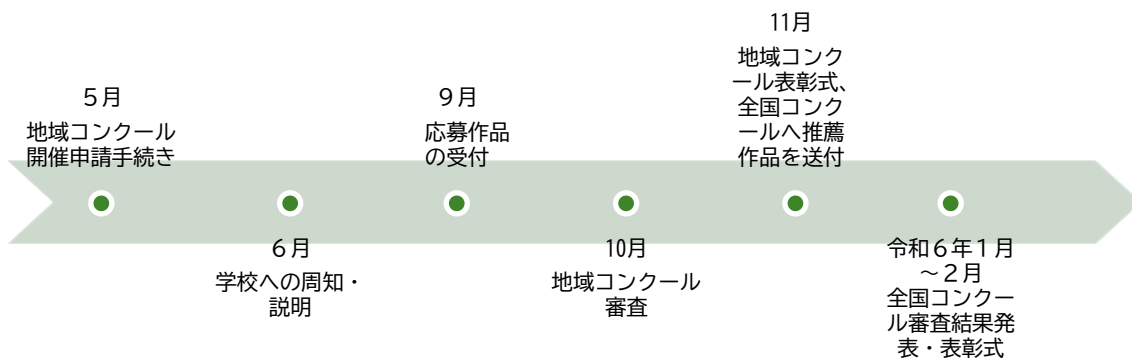 ５月
地域コンクール
開催申請手続き
６月
学校への周知・
説明
９月
応募作品
の受付
10月
地域コンクール
審査
11月
地域コンク
ール表彰式、
全国コンク
ールへ推薦
作品を送付
令和６年１月
～２月
全国コンクー
ル審査結果発
表・表彰式